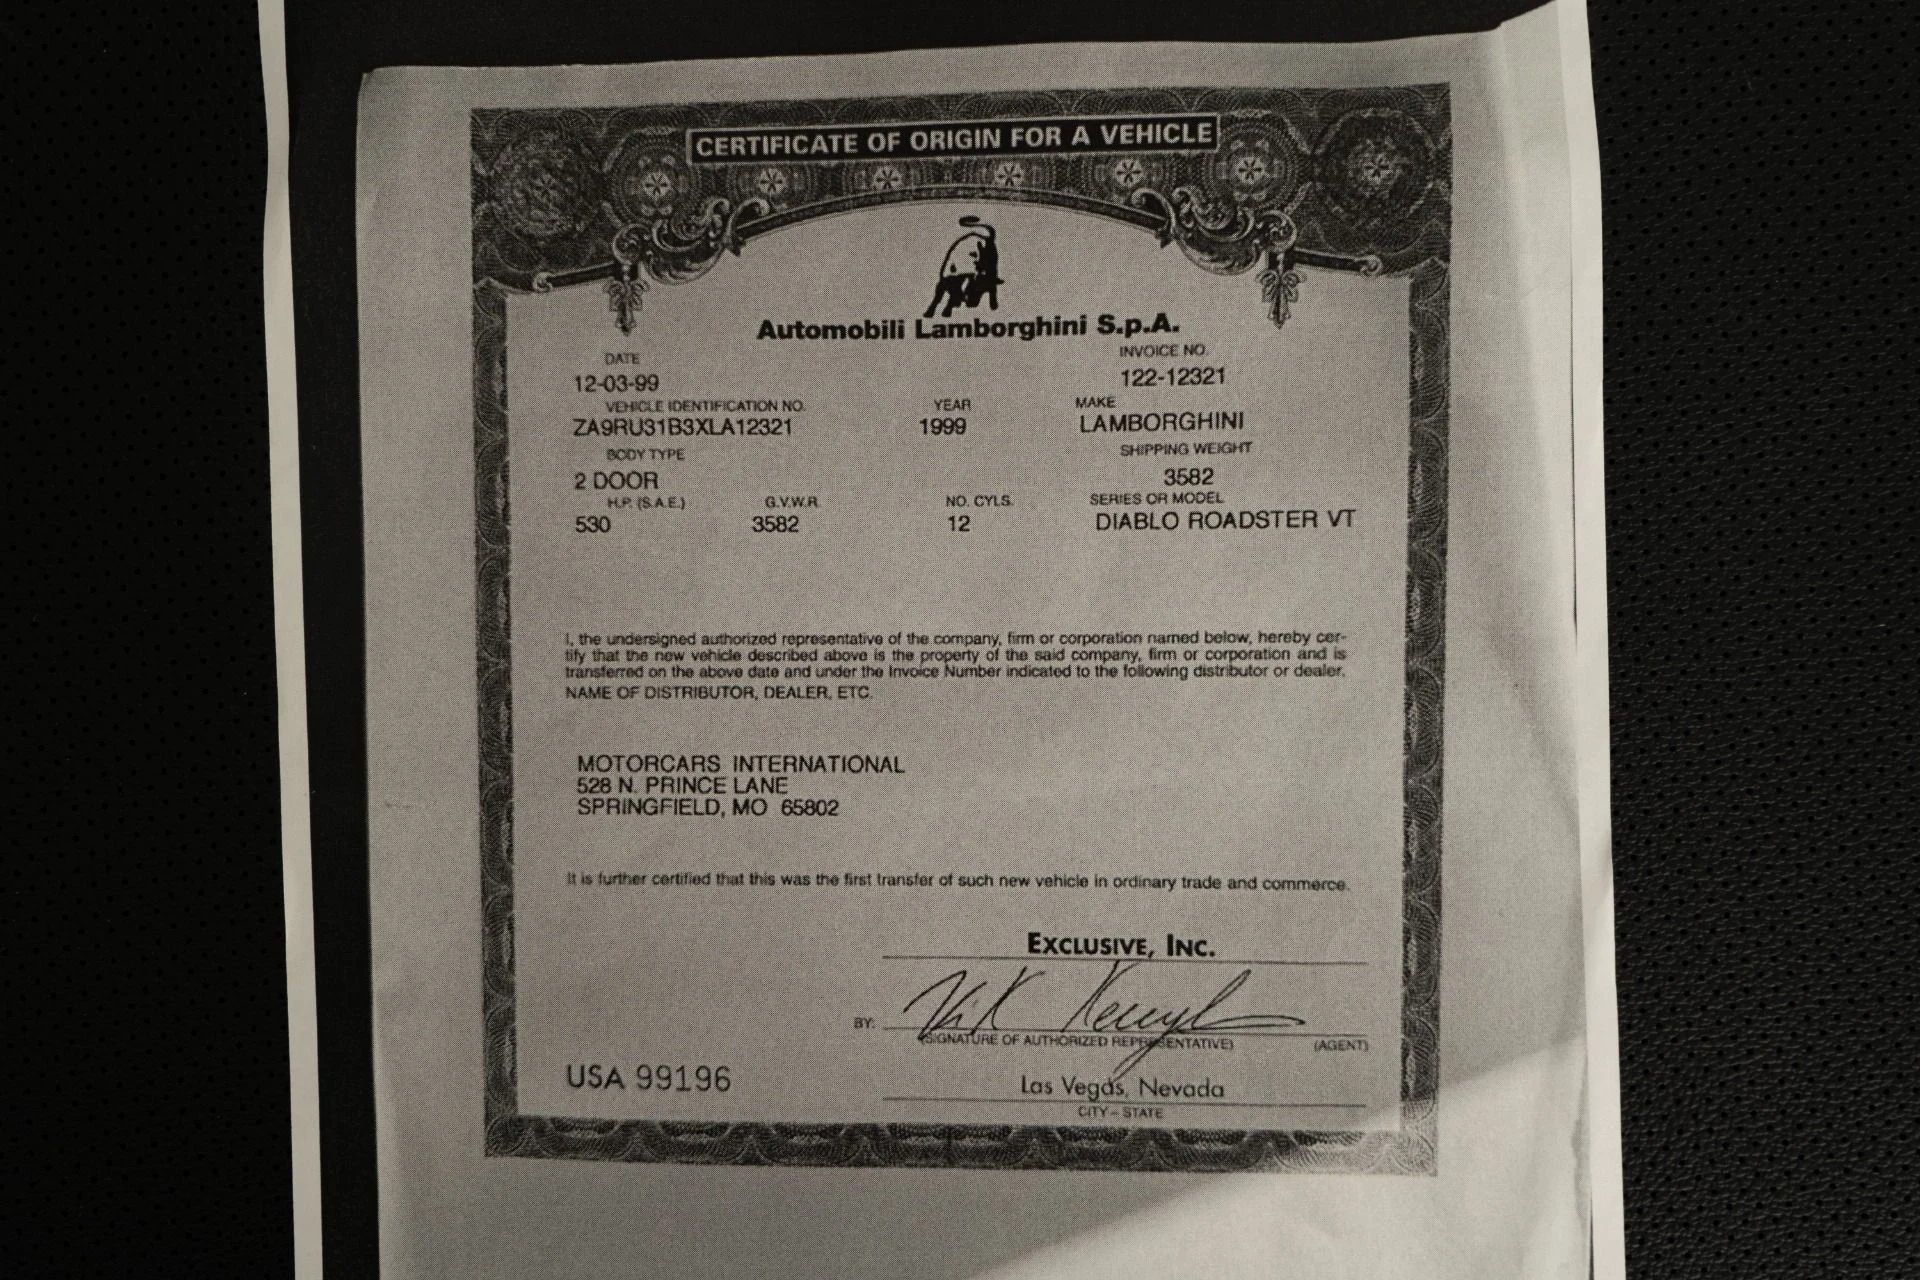 CERTIFICATE OF ORIGIN FOR A VEHICLE
Automobili Lamborghini S.p.A.
DATE INVOICE NO.
12-03-99 122-12321
VEHICLE IDENTIFICATION NO. YEAR MAKE
ZA9RU31B3XLA12321 1999 LAMBORGHINI
BODY TYPE SHIPPING WEIGHT
2 DOOR 3582
H.P. (S.A.E.) G.V.W.R. NO. CYLS. SERIES OR MODEL
530 3582 12 DIABLO ROADSTER VT
I, the undersigned authorized representative of the company, firm or corporation named below, hereby cer-
tify that the new vehicle described above is the property of the said company, firm or corporation and is
transferred on the above date and under the Invoice Number indicated to the following distributor or dealer.
NAME OF DISTRIBUTOR, DEALER, ETC.
MOTORCARS INTERNATIONAL
528 N. PRINCE LANE
SPRINGFIELD, MO 65802
It is further certified that this was the first transfer of such new vehicle in ordinary trade and commerce.
EXCLUSIVE, INC.
BY:
(SIGNATURE OF AUTHORIZED REPRESENTATIVE) (AGENT)
USA 99196
Las Vegas, Nevada
CITY – STATE